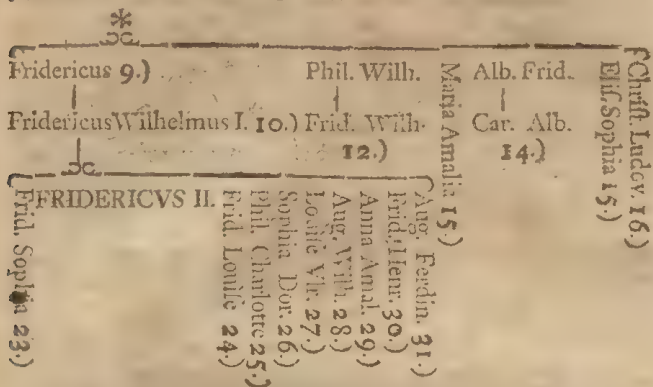 *
Fridericus 9.) Phil. Wilh. Maria Amalia 15.) Alb. Frid. Elis. Sophia 15.) Christ. Ludov. 16.)
Fridericus Wilhelmus I. 10.) Frid. Wilh. 12.) Car. Alb. 14.)
Frid. Sophia 23.)
FRIDERICVS II.
Frid. Louise 24.)
Phil. Charlotte 25.)
Sophia Dor. 26.)
Louise Vlr. 27.)
Aug. Wilh. 28.)
Anna Amal. 29.)
Frid. Henr. 30.)
Aug. Ferdin. 31.)